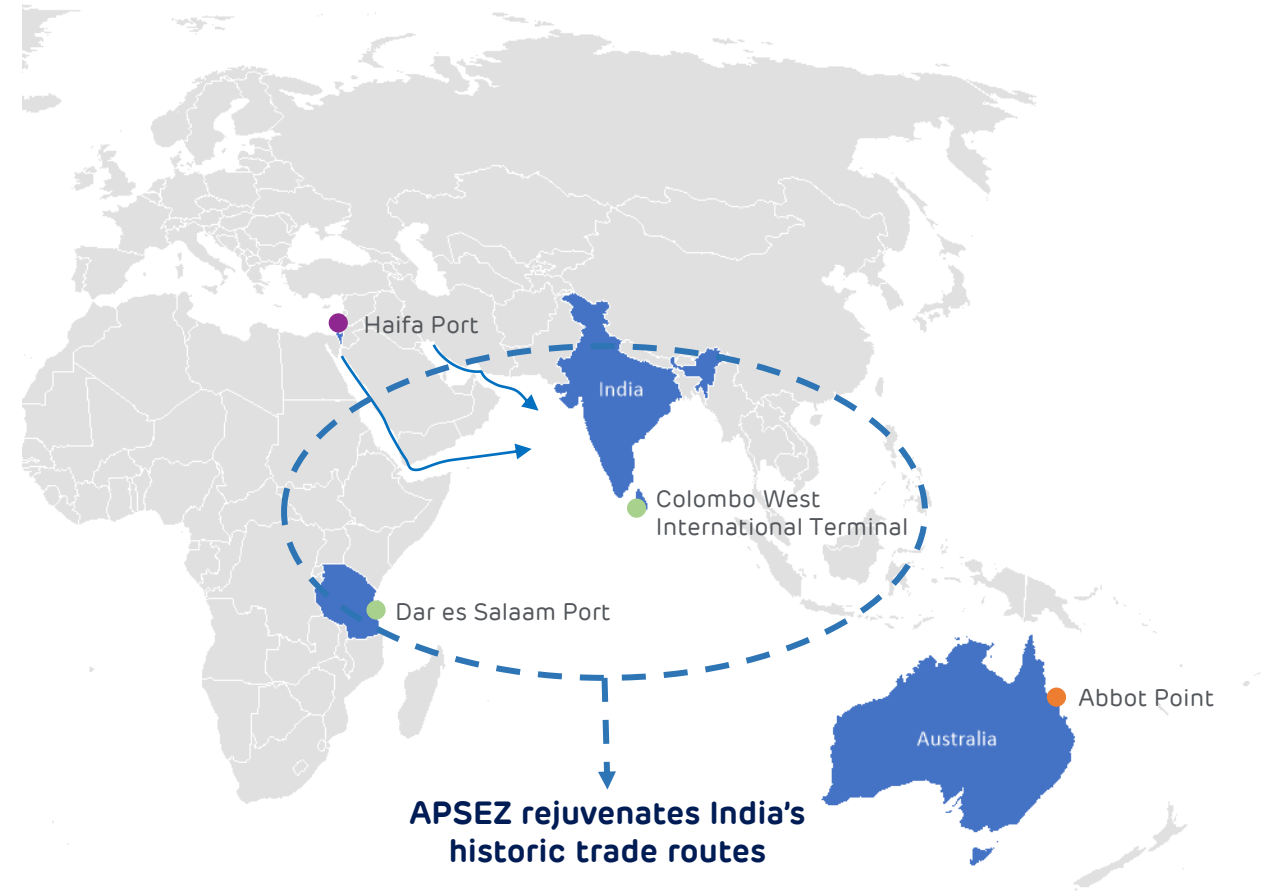 Haifa Port
India
Colombo West
International Terminal
Dar es Salaam Port
Abbot Point
Australia
APSEZ rejuvenates India’s
historic trade routes